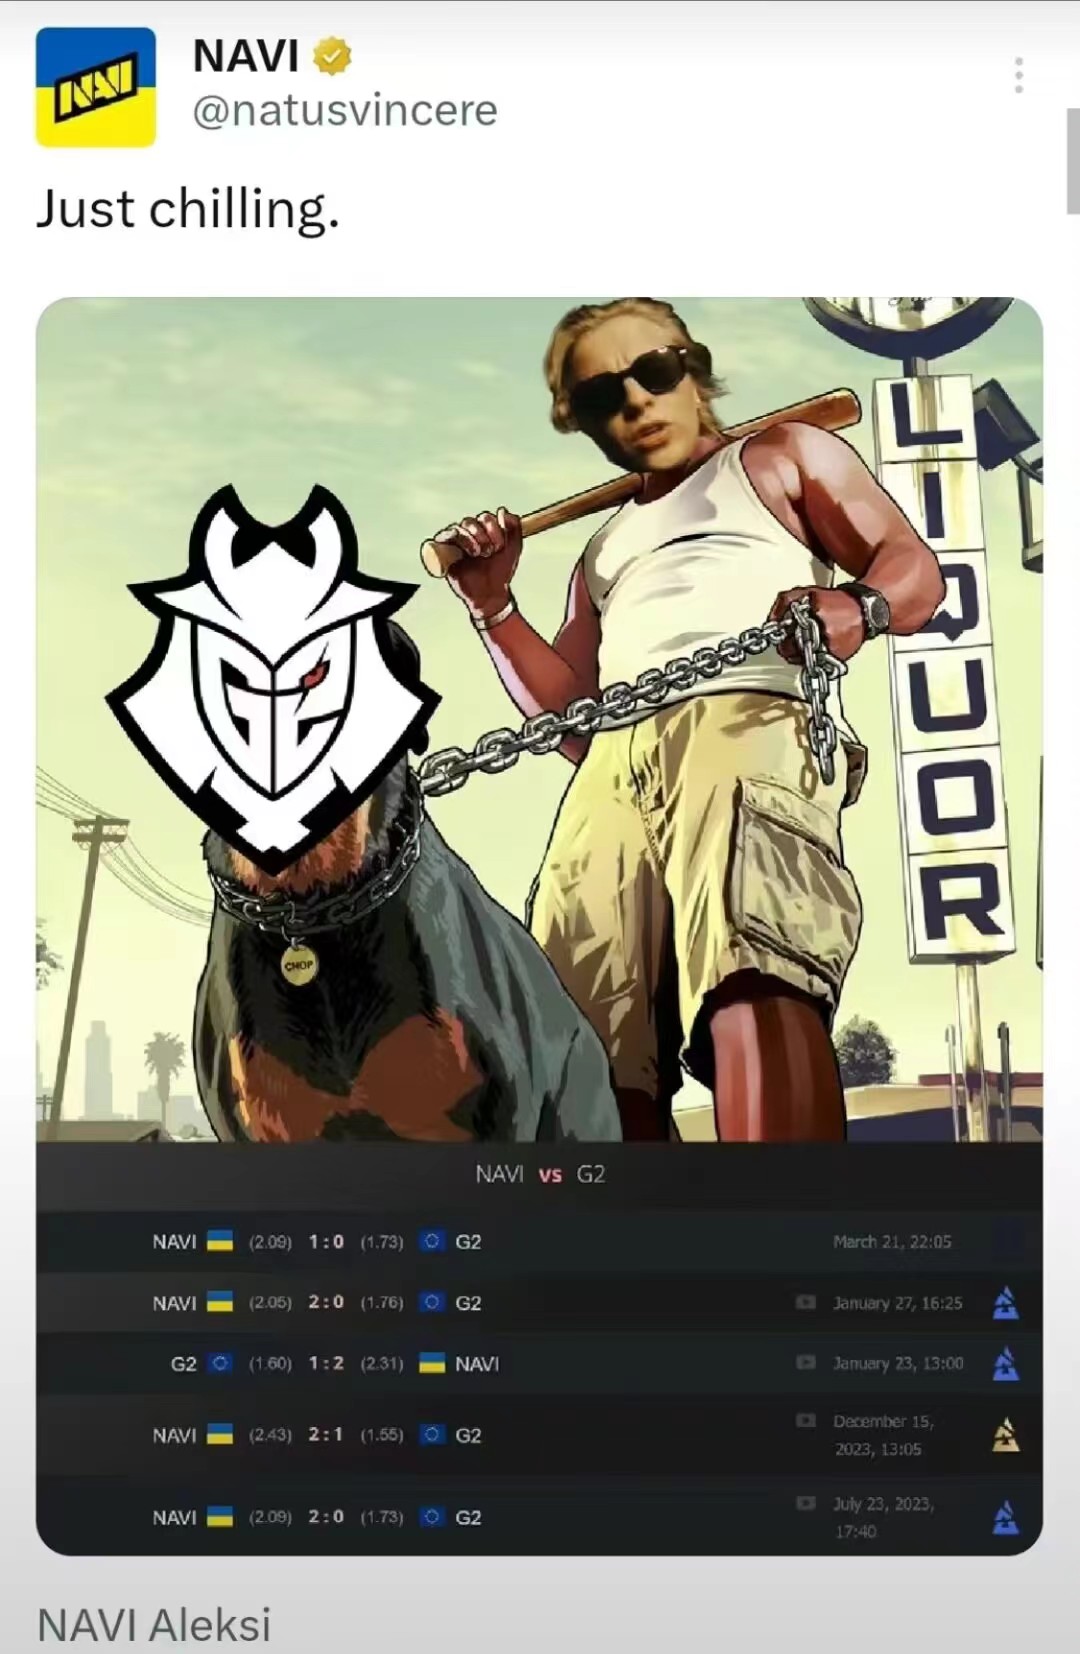 NAVI
NAVI
@natusvincere
Just chilling.
LIQUOR
G2
CHOP
NAVI vs G2
NAVI (2.09) 1:0 (1.73) G2 March 21, 22:05
NAVI (2.05) 2:0 (1.76) G2 January 27, 16:25
G2 (1.60) 1:2 (2.31) NAVI January 23, 13:00
NAVI (2.43) 2:1 (1.55) G2 December 15,
2023, 13:05
NAVI (2.09) 2:0 (1.73) G2 July 23, 2023,
17:40
NAVI Aleksi